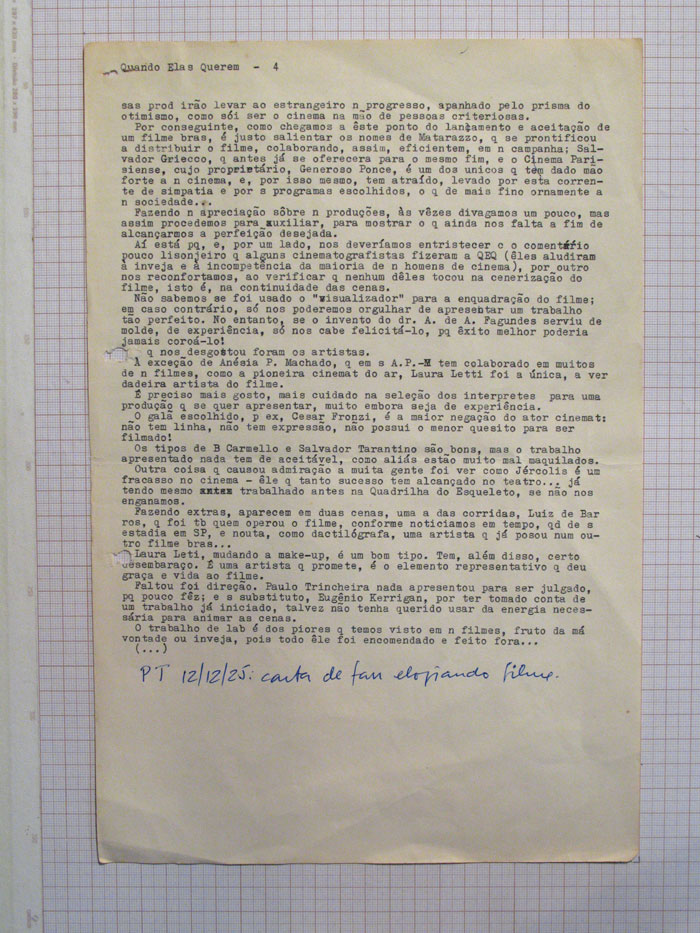 Quando Elas Querem - 4
sas prod irão levar ao estrangeiro n progresso, apanhado pelo prisma do
otimismo, como sói ser o cinema na mão de pessoas criteriosas.
Por conseguinte, como chegamos a êste ponto do lançamento e aceitação de
um filme bras, é justo salientar os nomes de Matarazzo, q se prontificou
a distribuir o filme, colaborando, assim, eficientem, em n campanha; Sal-
vador Griecco, q antes já se oferecera para o mesmo fim, e o Cinema Pari-
siense, cujo proprietário, Generoso Ponce, é um dos unicos q tem dado mão
forte a n cinema, e, por isso mesmo, tem atraído, levado por esta corren-
te de simpatia e por s programas escolhidos, o q de mais fino ornamente a
n sociedade...
Fazendo n apreciação sôbre n produções, às vêzes divagamos um pouco, mas
assim procedemos para auxiliar, para mostrar o q ainda nos falta a fim de
alcançarmos a perfeição desejada.
Aí está pq, e, por um lado, nos deveríamos entristecer c o comentário
pouco lisonjeiro q alguns cinematografistas fizeram a QEQ (êles aludiram
à inveja e à incompetência da maioria de n homens de cinema), por outro
nos reconfortamos, ao verificar q nenhum dêles tocou na cenerização do
filme, isto é, na continuidade das cenas.
Não sabemos se foi usado o "visualizador" para a enquadração do filme;
em caso contrário, só nos poderemos orgulhar de apresentar um trabalho
tão perfeito. No entanto, se o invento do dr. A. de A. Fagundes serviu de
molde, de experiência, só nos cabe felicitá-lo, pq êxito melhor poderia
jamais coroá-lo!
q nos desgostou foram os artistas.
À exceção de Anésia P. Machado, q em s A.P.-M tem colaborado em muitos
de n filmes, como a pioneira cinemat do ar, Laura Letti foi a única, a ver
dadeira artista do filme.
É preciso mais gosto, mais cuidado na seleção dos interpretes para uma
produção q se quer apresentar, muito embora seja de experiência.
O galã escolhido, p ex, Cesar Fronzi, é a maior negação do ator cinemat:
não tem linha, não tem expressão, não possui o menor quesito para ser
filmado!
Os tipos de B Carmello e Salvador Tarantino são bons, mas o trabalho
apresentado nada tem de aceitável, como aliás estão muito mal maquilados.
Outra coisa q causou admiração a muita gente foi ver como Jércolis é um
fracasso no cinema - êle q tanto sucesso tem alcançado no teatro... já
tendo mesmo trabalhado antes na Quadrilha do Esqueleto, se não nos
enganamos.
Fazendo extras, aparecem em duas cenas, uma a das corridas, Luiz de Bar
ros, q foi tb quem operou o filme, conforme noticiamos em tempo, qd de s
estadia em SP, e nouta, como dactilógrafa, uma artista q já posou num ou-
tro filme bras...
Laura Leti, mudando a make-up, é um bom tipo. Tem, além disso, certo
desembaraço. É uma artista q promete, é o elemento representativo q deu
graça e vida ao filme.
Faltou foi direção, Paulo Trincheira nada apresentou para ser julgado,
pq pouco fêz; e s substituto, Eugênio Kerrigan, por ter tomado conta de
um trabalho já iniciado, talvez não tenha querido usar da energia neces-
sária para animar as cenas.
O trabalho de lab é dos piores q temos visto em n filmes, fruto da má
vontade ou inveja, pois todo êle foi encomendado e feito fora...
(...)
PT 12/12/25: carta de fan elogiando filme.